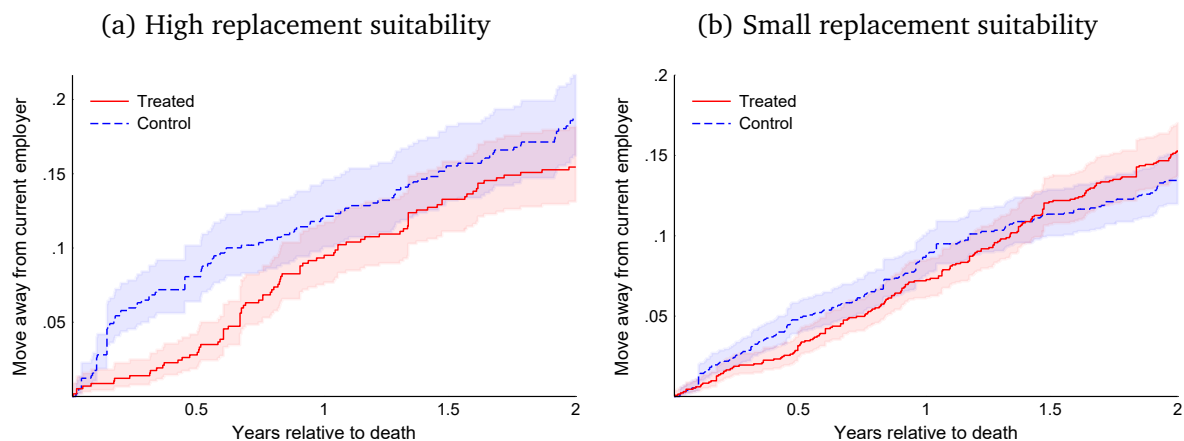 (a) High replacement suitability
Move away from current employer
.2
.15
.1
.05
Treated
Control
0.5
1
1.5
2
Years relative to death
(b) Small replacement suitability
Move away from current employer
.2
.15
.1
.05
Treated
Control
0.5
1
1.5
2
Years relative to death